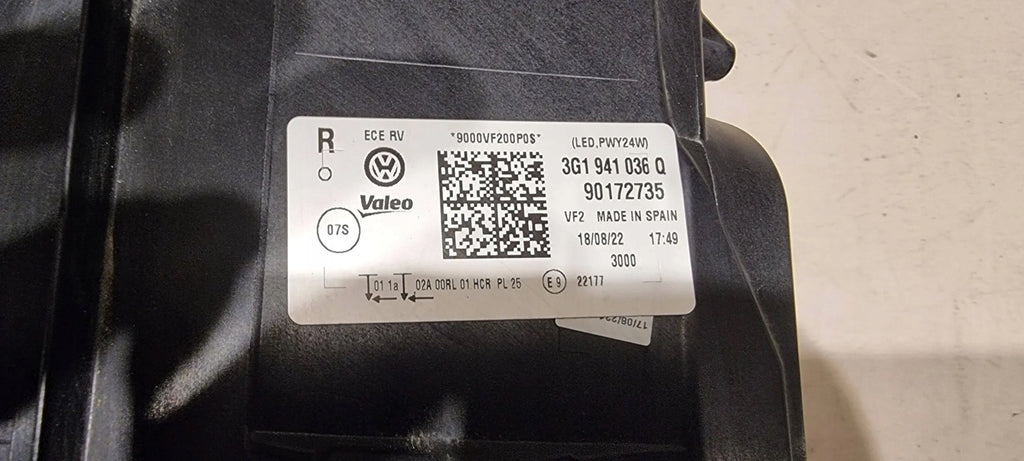 R ECE RV *9000VF200P0S* (LED,PWY24W)
3G1 941 036 Q
Valeo 90172735
07S VF2 MADE IN SPAIN
18/08/22 17:49
3000
01 1a 02A 00RL 01 HCR PL 25 E9 22177